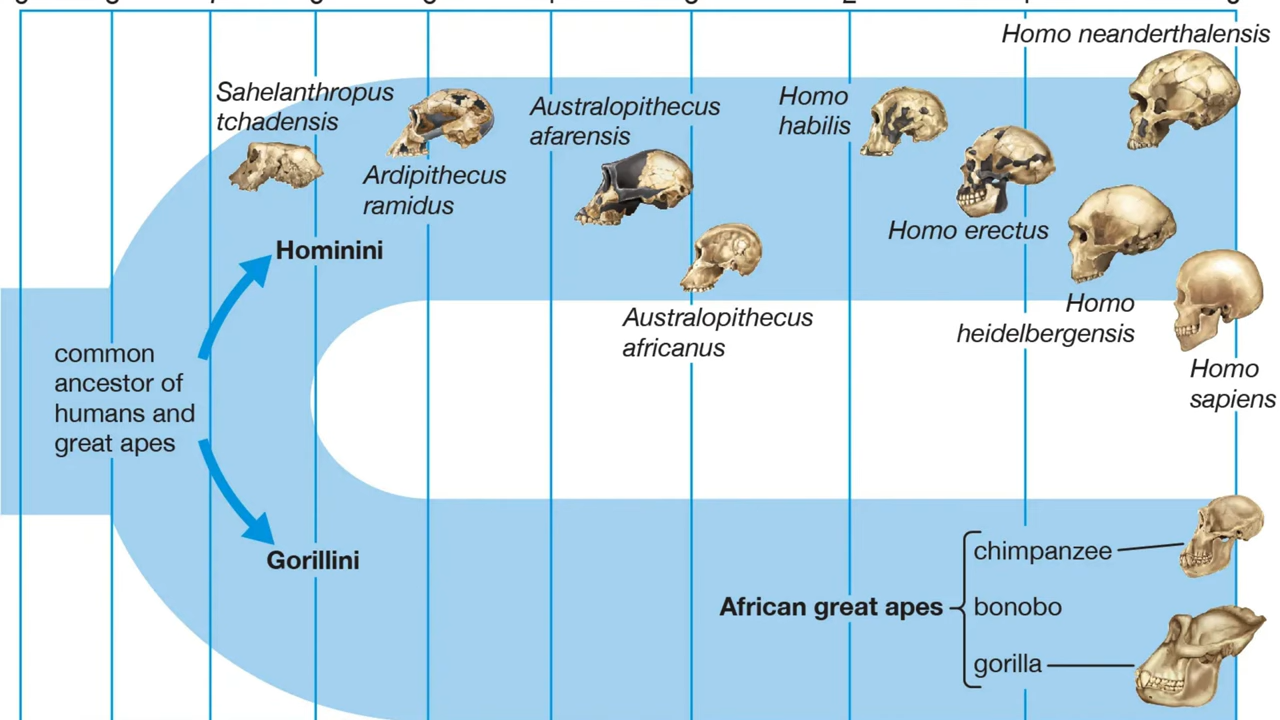 Homo neanderthalensis
Sahelanthropus
tchadensis
Ardipithecus
ramidus
Australopithecus
afarensis
Homo
habilis
Homo erectus
Hominini
Australopithecus
africanus
Homo
heidelbergensis
Homo
sapiens
common
ancestor of
humans and
great apes
Gorillini
African great apes
chimpanzee
bonobo
gorilla